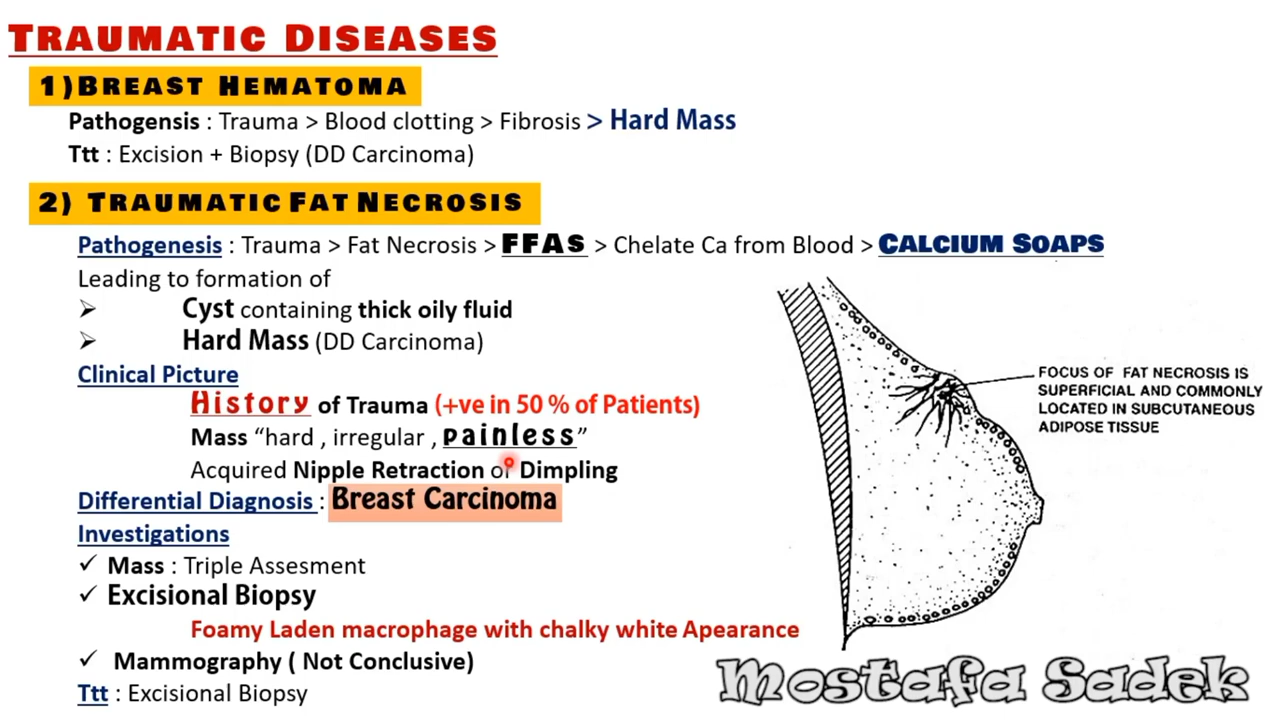 TRAUMATIC DISEASES
1)BREAST HEMATOMA
Pathogensis : Trauma > Blood clotting > Fibrosis > Hard Mass
Ttt : Excision + Biopsy (DD Carcinoma)
2) TRAUMATIC FAT NECROSIS
Pathogenesis : Trauma > Fat Necrosis > FFAs > Chelate Ca from Blood > CALCIUM SOAPS
Leading to formation of
➢ Cyst containing thick oily fluid
➢ Hard Mass (DD Carcinoma)
Clinical Picture
History of Trauma (+ve in 50 % of Patients)
Mass “hard , irregular , painless”
Acquired Nipple Retraction or Dimpling
Differential Diagnosis : Breast Carcinoma
Investigations
✓ Mass : Triple Assesment
✓ Excisional Biopsy
Foamy Laden macrophage with chalky white Apearance
✓ Mammography ( Not Conclusive)
Ttt : Excisional Biopsy
FOCUS OF FAT NECROSIS IS
SUPERFICIAL AND COMMONLY
LOCATED IN SUBCUTANEOUS
ADIPOSE TISSUE
Mostafa Sadek